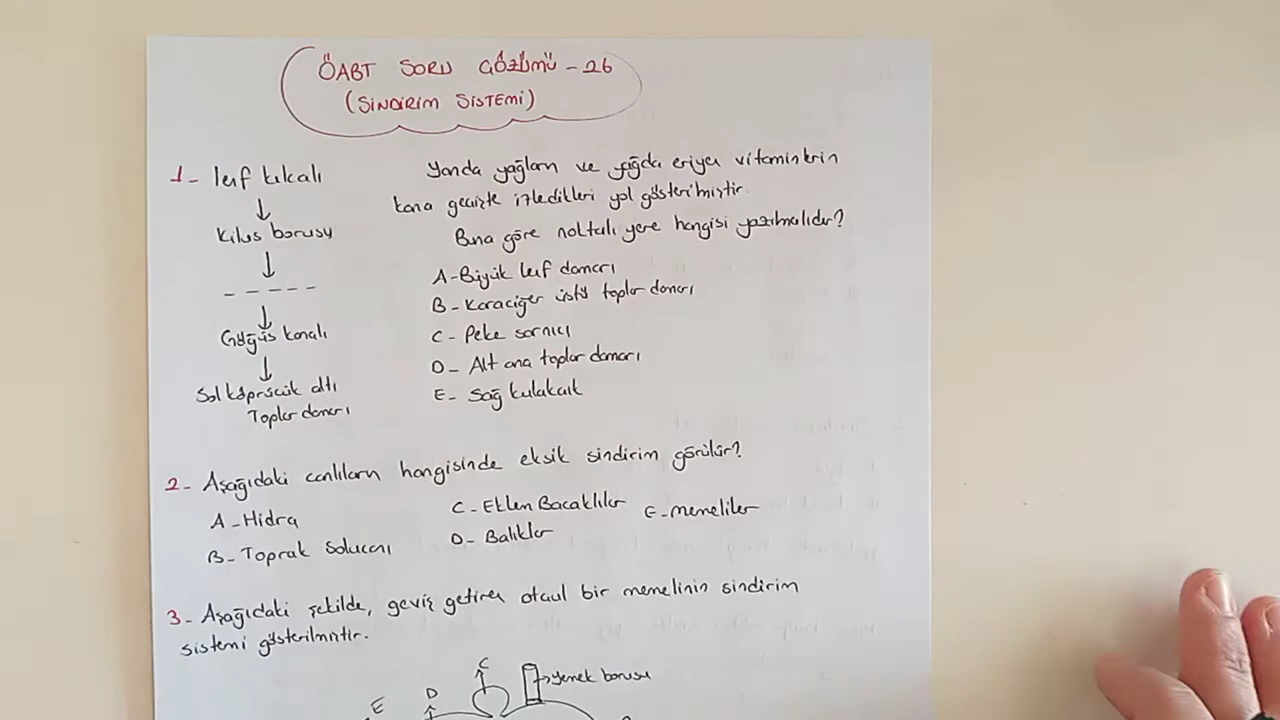 ÖABT SORU ÇÖZÜMÜ - 26
(SİNDİRİM SİSTEMİ)
1- lenf kılcalı
↓
Kilus borusu
↓
- - - - -
↓
Göğüs kanalı
↓
Sol köprücük altı
Toplar damarı
Yanda yağların ve yağda eriyen vitaminlerin
kana geçişte izledikleri yol gösterilmiştir.
Buna göre noktalı yere hangisi yazılmalıdır?
A- Büyük lenf damarı
B- Karaciğer üstü toplar damarı
C- Peke sarnıcı
D- Alt ana toplar damarı
E- Sağ kulakçık
2- Aşağıdaki canlıların hangisinde eksik sindirim görülür?
A- Hidra
B- Toprak Solucanı
C- Eklem Bacaklılar
D- Balıklar
E- memeliler
3- Aşağıdaki şekilde, geviş getiren otçul bir memelinin sindirim
sistemi gösterilmiştir.
E
D
C
Yemek borusu